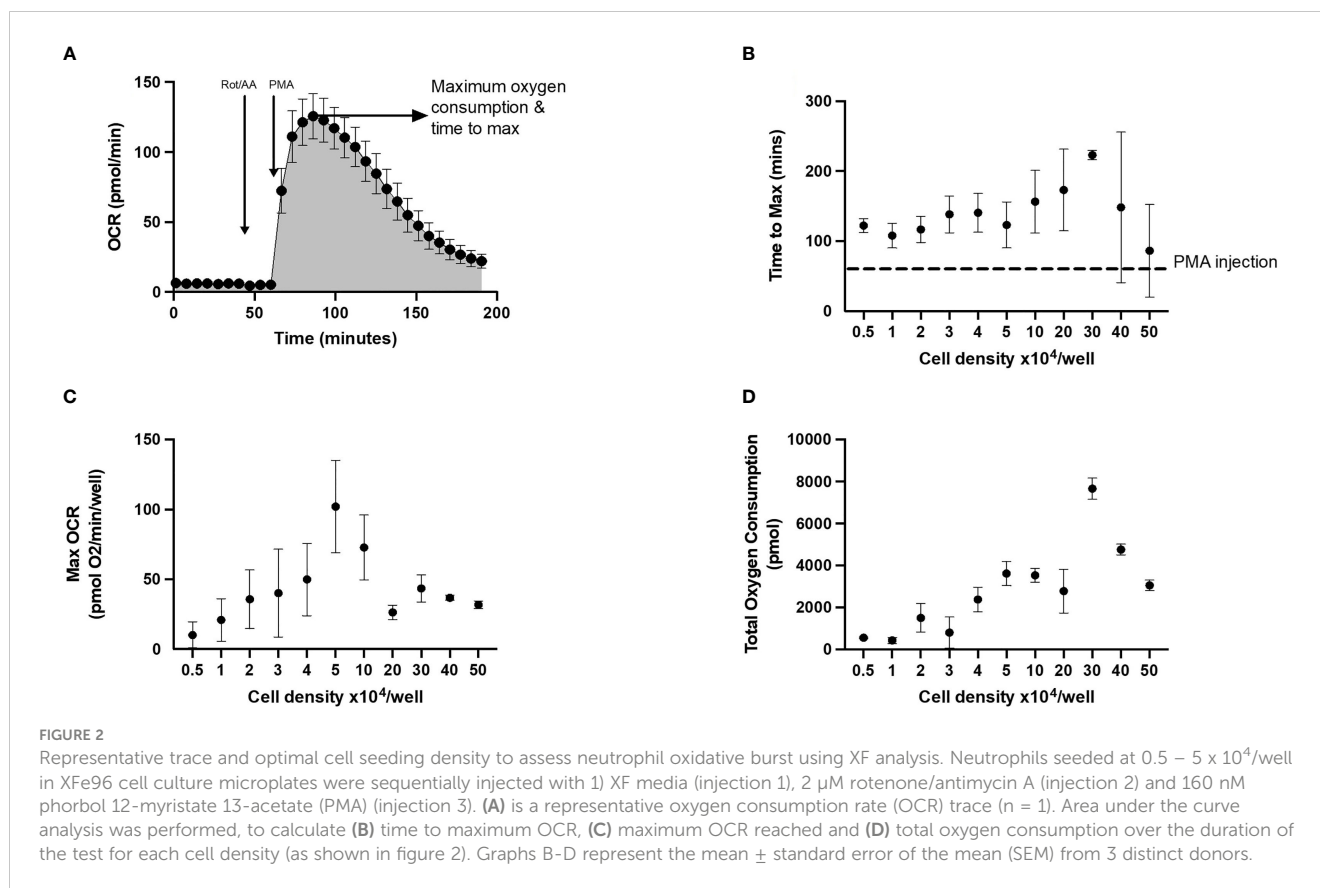 A
Rot/AA
PMA
Maximum oxygen
consumption &
time to max
150
100
50
0
OCR (pmol/min)
0
50
100
150
200
Time (minutes)
B
300
200
100
0
Time to Max (mins)
PMA injection
0.5 1 2 3 4 5 10 20 30 40 50
Cell density x10⁴/well
C
150
100
50
0
Max OCR
(pmol O2/min/well)
0.5 1 2 3 4 5 10 20 30 40 50
Cell density x10⁴/well
D
10000
8000
6000
4000
2000
0
Total Oxygen Consumption
(pmol)
0.5 1 2 3 4 5 10 20 30 40 50
Cell density x10⁴/well
FIGURE 2
Representative trace and optimal cell seeding density to assess neutrophil oxidative burst using XF analysis. Neutrophils seeded at 0.5 – 5 x 10⁴/well
in XFe96 cell culture microplates were sequentially injected with 1) XF media (injection 1), 2 µM rotenone/antimycin A (injection 2) and 160 nM
phorbol 12-myristate 13-acetate (PMA) (injection 3). (A) is a representative oxygen consumption rate (OCR) trace (n = 1). Area under the curve
analysis was performed, to calculate (B) time to maximum OCR, (C) maximum OCR reached and (D) total oxygen consumption over the duration of
the test for each cell density (as shown in figure 2). Graphs B-D represent the mean ± standard error of the mean (SEM) from 3 distinct donors.